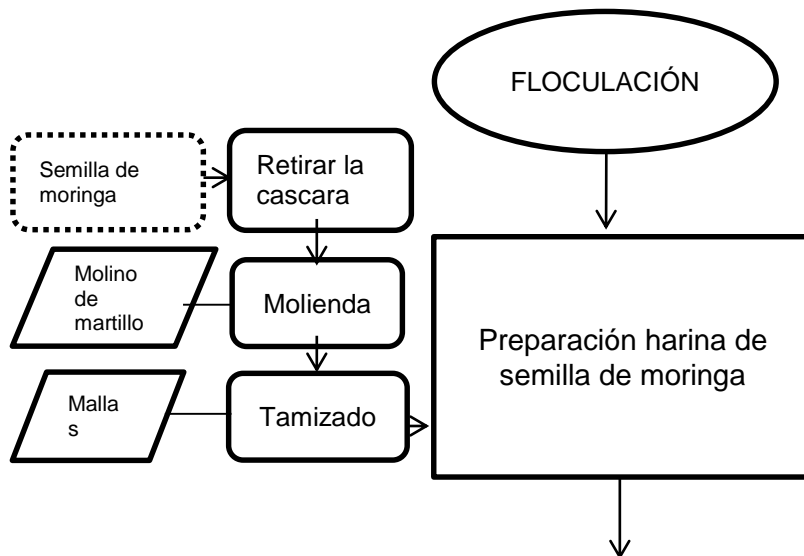 FLOCULACIÓN
Semilla de
moringa
Retirar la
cascara
Molino
de
martillo
Molienda
Malla
s
Tamizado
Preparación harina de
semilla de moringa